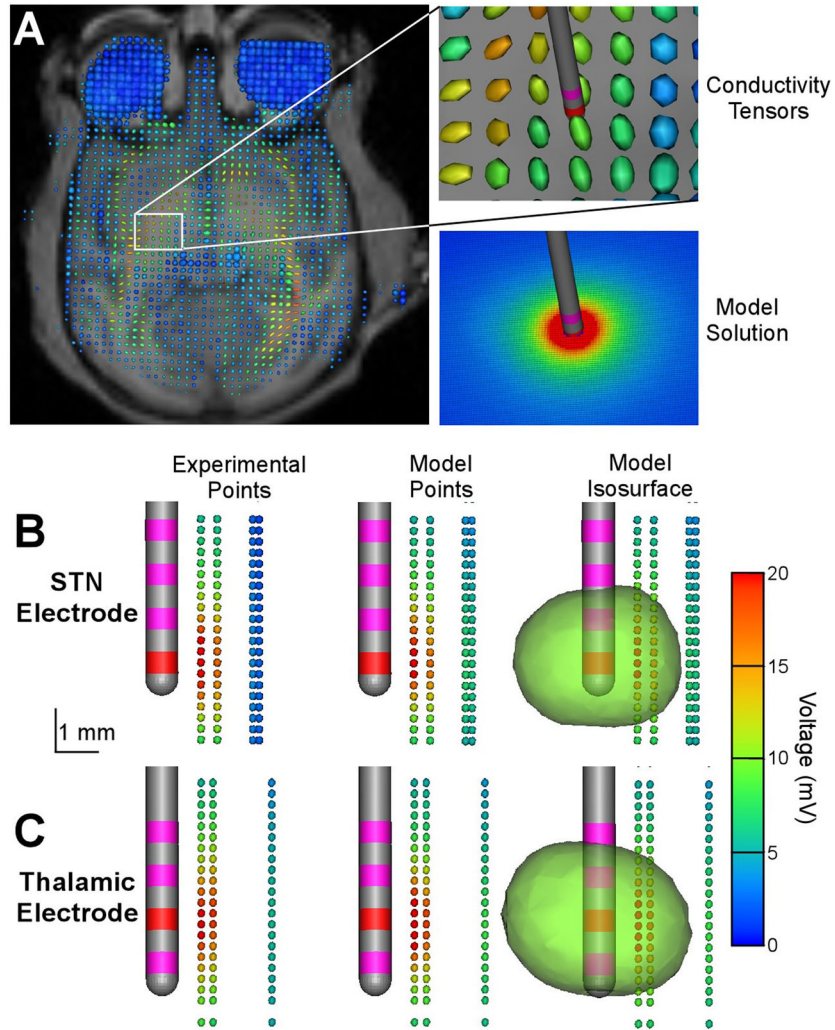 A
Conductivity
Tensors
Model
Solution
Experimental
Points
Model
Points
Model
Isosurface
B
STN
Electrode
1 mm
C
Thalamic
Electrode
20
15
10
5
0
Voltage (mV)